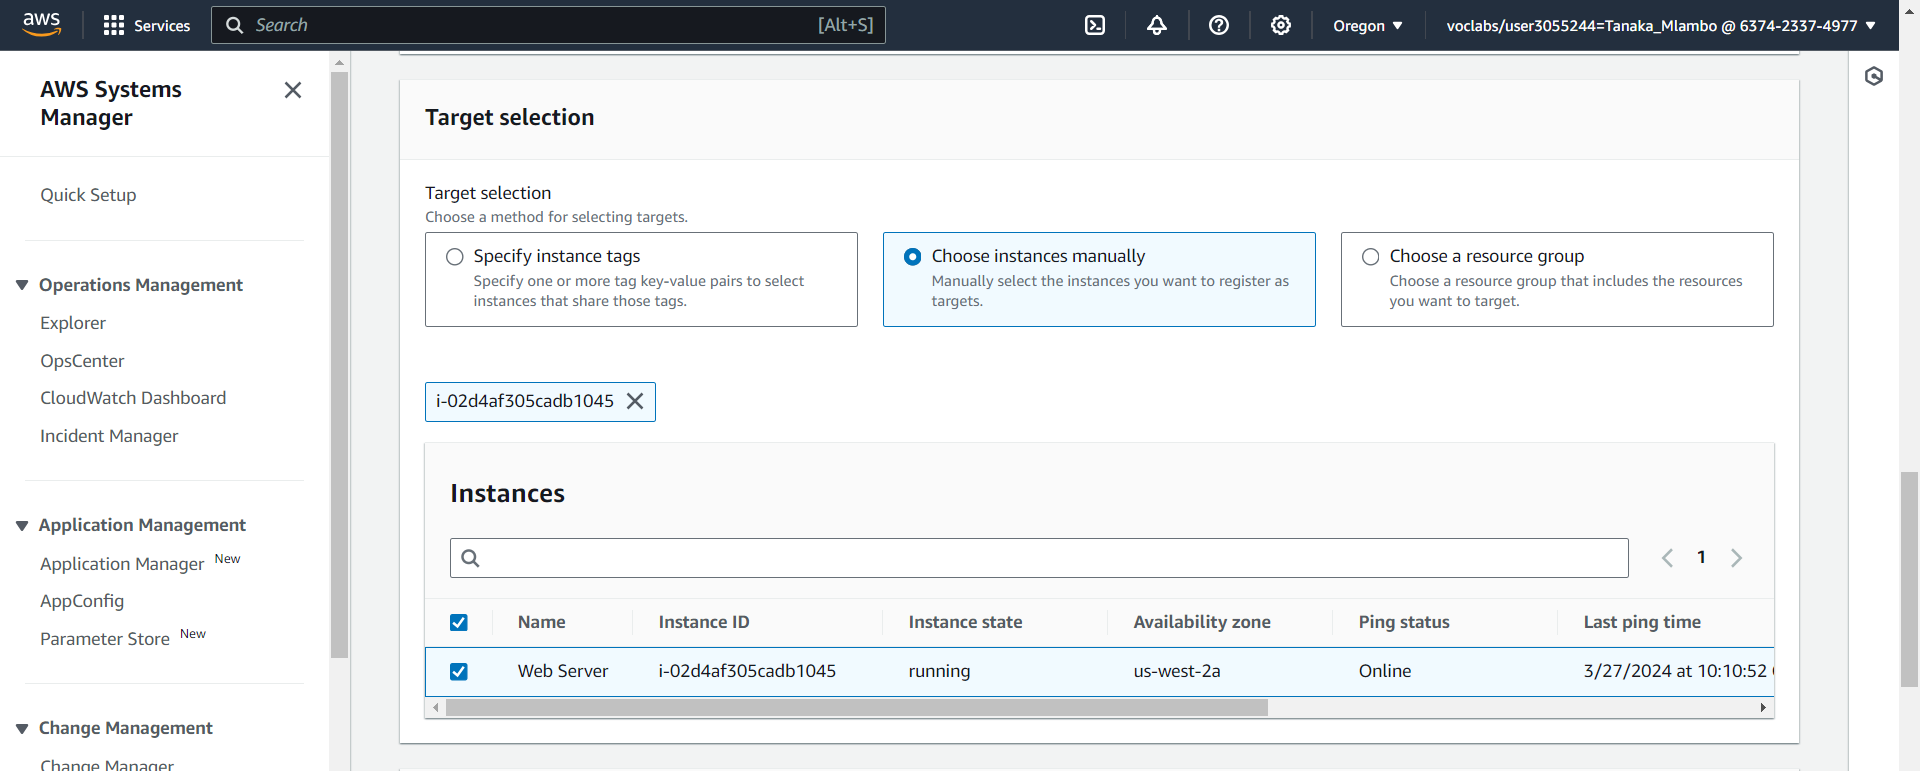 aws
Services
Search
[Alt+S]
Oregon
voclabs/user3055244=Tanaka_Mlambo @ 6374-2337-4977
AWS Systems
Manager
Quick Setup
Operations Management
Explorer
OpsCenter
CloudWatch Dashboard
Incident Manager
Application Management
Application Manager New
AppConfig
Parameter Store New
Change Management
Change Manager
Target selection
Target selection
Choose a method for selecting targets.
Specify instance tags
Specify one or more tag key-value pairs to select
instances that share those tags.
Choose instances manually
Manually select the instances you want to register as
targets.
Choose a resource group
Choose a resource group that includes the resources
you want to target.
i-02d4af305cadb1045
Instances
1
Name Instance ID Instance state Availability zone Ping status Last ping time
Web Server i-02d4af305cadb1045 running us-west-2a Online 3/27/2024 at 10:10:52